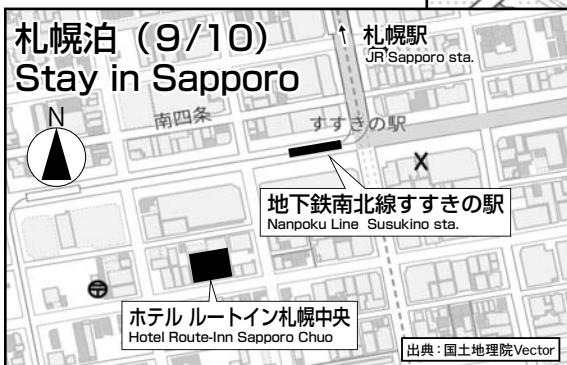 札幌泊（9/10）
Stay in Sapporo
札幌駅
JR Sapporo sta.
N
南四条
すすきの駅
地下鉄南北線すすきの駅
Nanpoku Line  Susukino sta.
ホテル ルートイン札幌中央
Hotel Route-Inn Sapporo Chuo
出典：国土地理院Vector